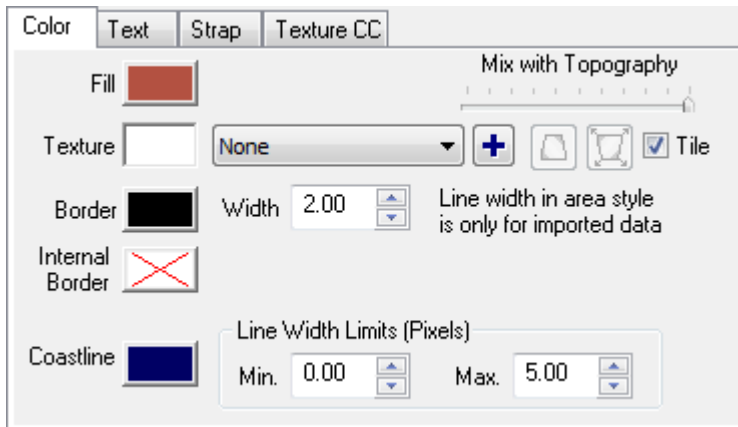 Color Text Strap Texture CC
Mix with Topography
Fill
Texture None Tile
Border Width 2.00 Line width in area style
is only for imported data
Internal
Border
Line Width Limits (Pixels)
Coastline Min. 0.00 Max. 5.00